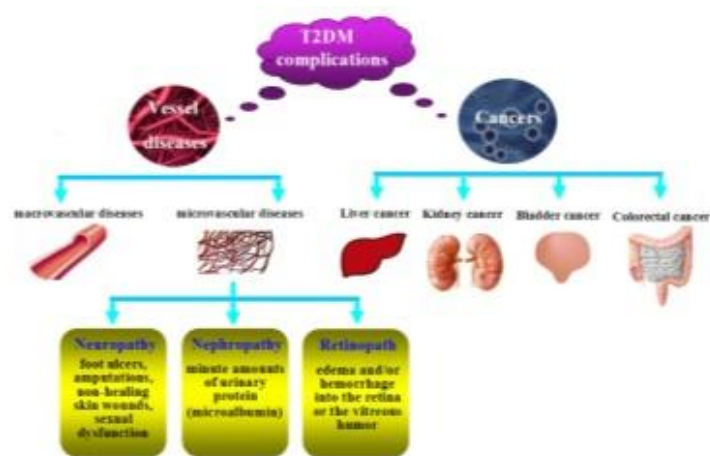 T2DM
complications
Vessel
diseases
Cancers
macrovascular diseases
microvascular diseases
Liver cancer
Kidney cancer
Bladder cancer
Colorectal cancer
Neuropathy
foot ulcers,
amputations,
non-healing
skin wounds,
sexual
dysfunction
Nephropathy
minute amounts
of urinary
protein
(microalbumin)
Retinopath
edema and/or
hemorrhage
into the retina
or the vitreous
humor